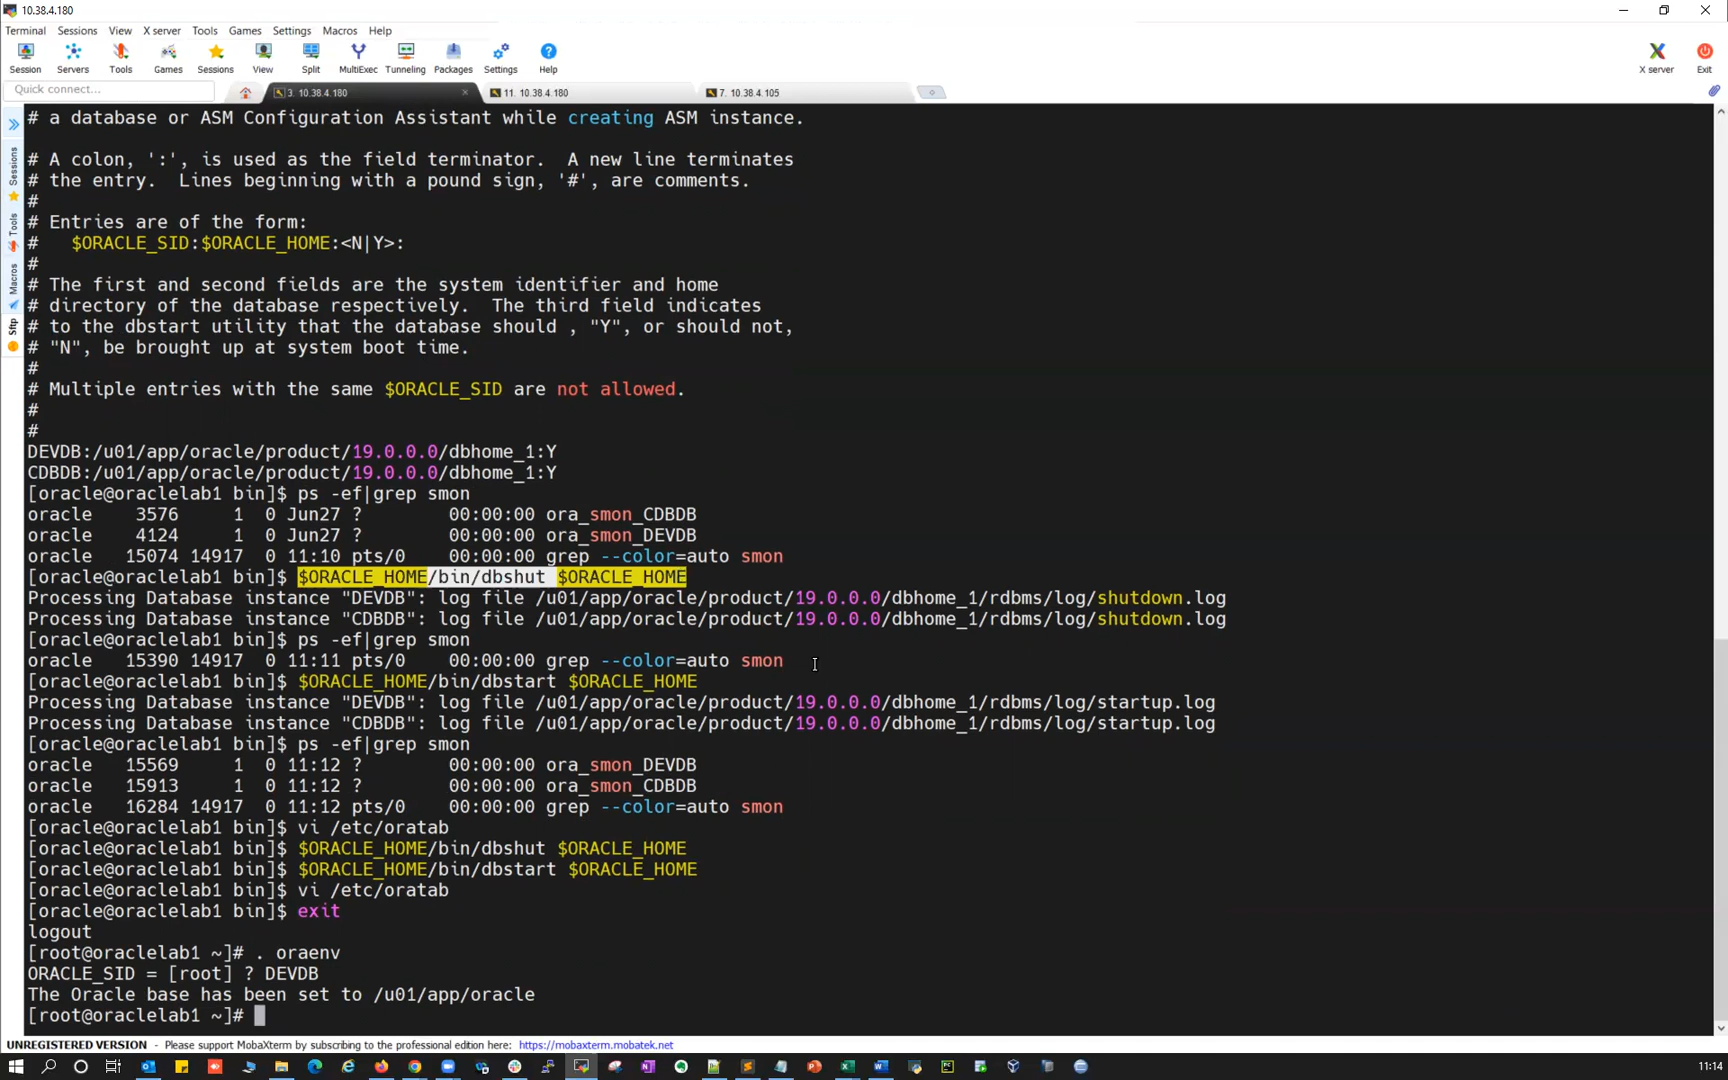 10.38.4.180
Terminal Sessions View X server Tools Games Settings Macros Help
Session Servers Tools Games Sessions View Split MultiExec Tunneling Packages Settings Help X server Exit
Quick connect... 3. 10.38.4.180 11. 10.38.4.180 7. 10.38.4.105
Sessions
Tools
Macros
Sftp
# a database or ASM Configuration Assistant while creating ASM instance.
# A colon, ':', is used as the field terminator.  A new line terminates
# the entry.  Lines beginning with a pound sign, '#', are comments.
#
# Entries are of the form:
#   $ORACLE_SID:$ORACLE_HOME:<N|Y>:
#
# The first and second fields are the system identifier and home
# directory of the database respectively.  The third field indicates
# to the dbstart utility that the database should , "Y", or should not,
# "N", be brought up at system boot time.
#
# Multiple entries with the same $ORACLE_SID are not allowed.
#
#
DEVDB:/u01/app/oracle/product/19.0.0.0/dbhome_1:Y
CDBDB:/u01/app/oracle/product/19.0.0.0/dbhome_1:Y
[oracle@oraclelab1 bin]$ ps -ef|grep smon
oracle    3576     1  0 Jun27 ?        00:00:00 ora_smon_CDBDB
oracle    4124     1  0 Jun27 ?        00:00:00 ora_smon_DEVDB
oracle   15074 14917  0 11:10 pts/0    00:00:00 grep --color=auto smon
[oracle@oraclelab1 bin]$ $ORACLE_HOME/bin/dbshut $ORACLE_HOME
Processing Database instance "DEVDB": log file /u01/app/oracle/product/19.0.0.0/dbhome_1/rdbms/log/shutdown.log
Processing Database instance "CDBDB": log file /u01/app/oracle/product/19.0.0.0/dbhome_1/rdbms/log/shutdown.log
[oracle@oraclelab1 bin]$ ps -ef|grep smon
oracle   15390 14917  0 11:11 pts/0    00:00:00 grep --color=auto smon
[oracle@oraclelab1 bin]$ $ORACLE_HOME/bin/dbstart $ORACLE_HOME
Processing Database instance "DEVDB": log file /u01/app/oracle/product/19.0.0.0/dbhome_1/rdbms/log/startup.log
Processing Database instance "CDBDB": log file /u01/app/oracle/product/19.0.0.0/dbhome_1/rdbms/log/startup.log
[oracle@oraclelab1 bin]$ ps -ef|grep smon
oracle   15569     1  0 11:12 ?        00:00:00 ora_smon_DEVDB
oracle   15913     1  0 11:12 ?        00:00:00 ora_smon_CDBDB
oracle   16284 14917  0 11:12 pts/0    00:00:00 grep --color=auto smon
[oracle@oraclelab1 bin]$ vi /etc/oratab
[oracle@oraclelab1 bin]$ $ORACLE_HOME/bin/dbshut $ORACLE_HOME
[oracle@oraclelab1 bin]$ $ORACLE_HOME/bin/dbstart $ORACLE_HOME
[oracle@oraclelab1 bin]$ vi /etc/oratab
[oracle@oraclelab1 bin]$ exit
logout
[root@oraclelab1 ~]# . oraenv
ORACLE_SID = [root] ? DEVDB
The Oracle base has been set to /u01/app/oracle
[root@oraclelab1 ~]#
UNREGISTERED VERSION - Please support MobaXterm by subscribing to the professional edition here: https://mobaxterm.mobatek.net
11:14